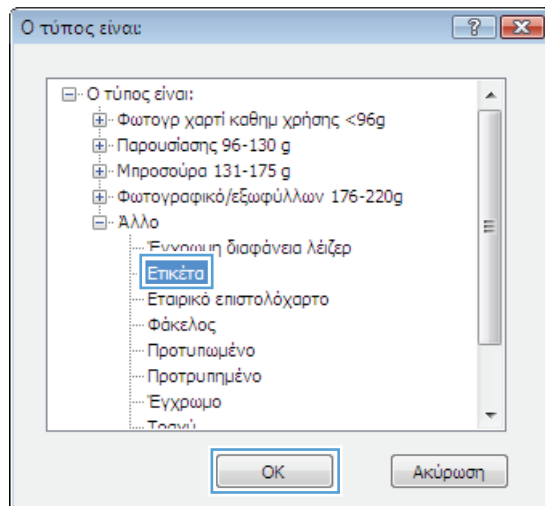 Ο τύπος είναι:
Ο τύπος είναι:
Φωτογρ χαρτί καθημ χρήσης <96g
Παρουσίασης 96-130 g
Μπροσούρα 131-175 g
Φωτογραφικό/εξωφύλλων 176-220g
Άλλο
Έγχρωμη διαφάνεια λέιζερ
Ετικέτα
Εταιρικό επιστολόχαρτο
Φάκελος
Προτυπωμένο
Προτρυπημένο
Έγχρωμο
Τραχύ
OK Ακύρωση